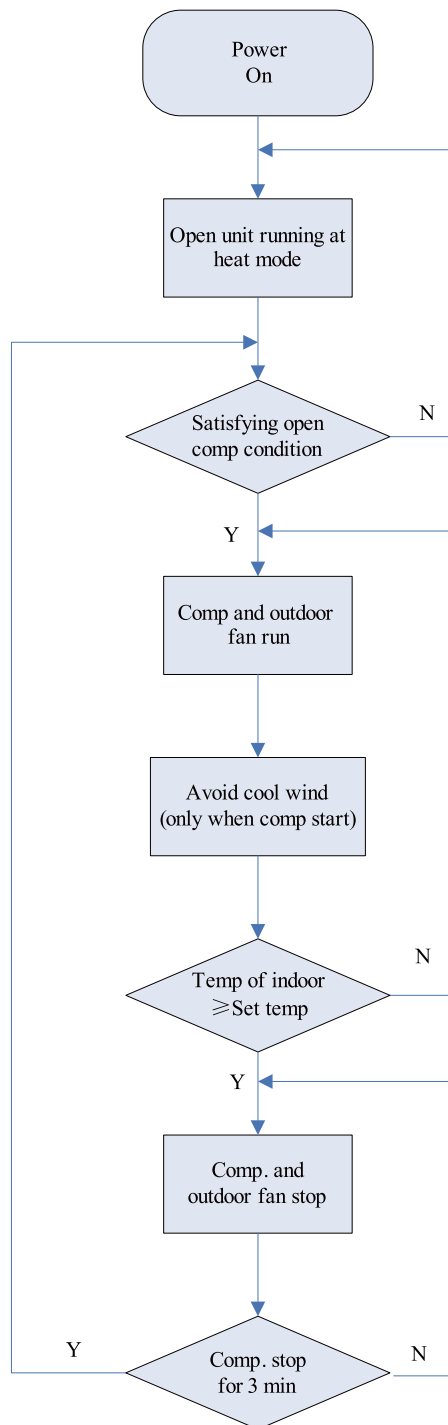 Power
On
Open unit running at
heat mode
Satisfying open
comp condition
N
Y
Comp and outdoor
fan run
Avoid cool wind
(only when comp start)
Temp of indoor
≥Set temp
N
Y
Comp. and
outdoor fan stop
Y
Comp. stop
for 3 min
N